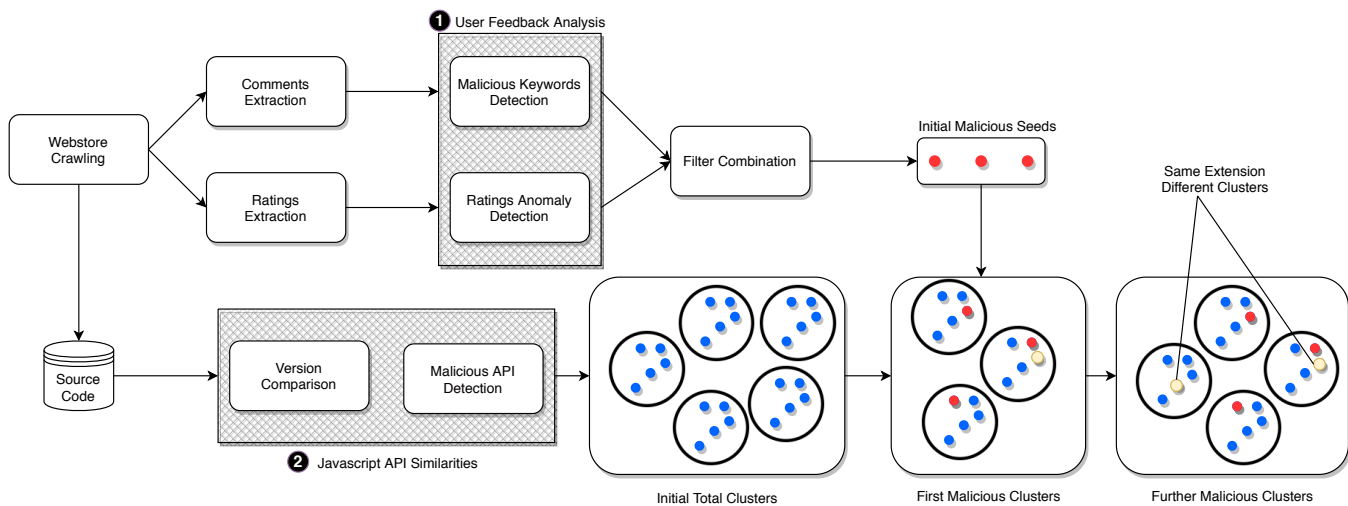 1 User Feedback Analysis
Comments
Extraction
Malicious Keywords
Detection
Webstore
Crawling
Filter Combination
Initial Malicious Seeds
Ratings
Extraction
Ratings Anomaly
Detection
Same Extension
Different Clusters
Source
Code
Version
Comparison
Malicious API
Detection
2 Javascript API Similarities
Initial Total Clusters
First Malicious Clusters
Further Malicious Clusters